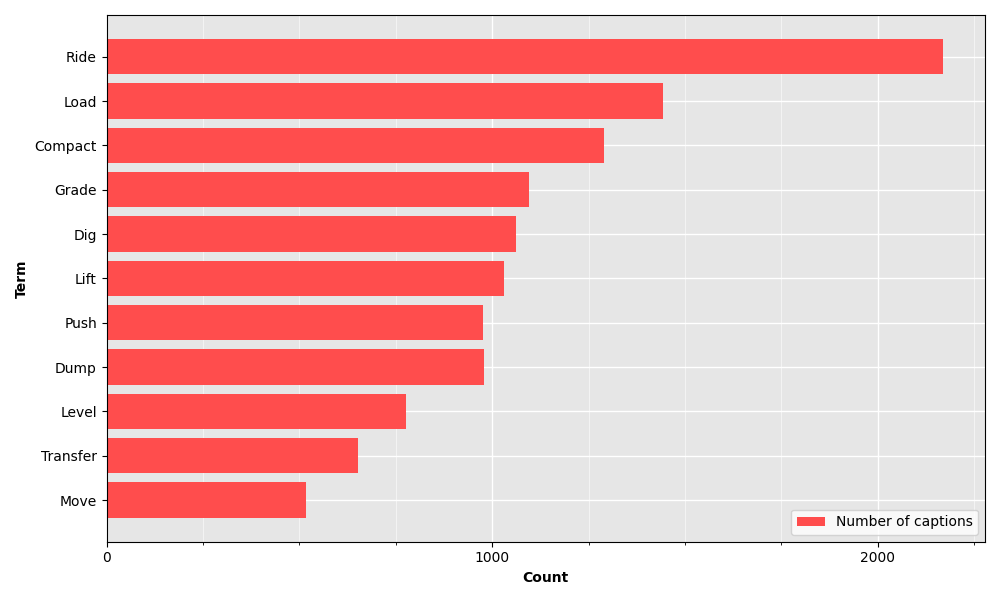 Ride
Load
Compact
Grade
Dig
Lift
Push
Dump
Level
Transfer
Move
Term
0 1000 2000
Count
Number of captions